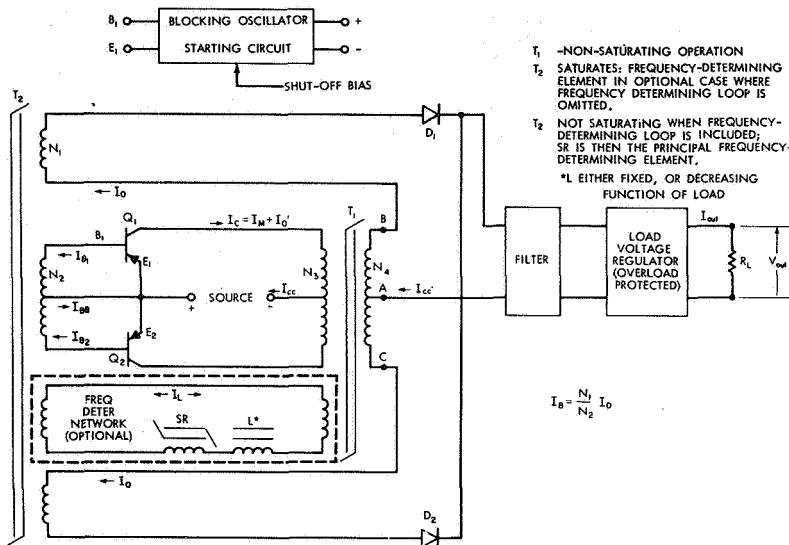 B1
BLOCKING OSCILLATOR
+
E1
STARTING CIRCUIT
-
SHUT-OFF BIAS
T1 -NON-SATURATING OPERATION
T2 SATURATES: FREQUENCY-DETERMINING
ELEMENT IN OPTIONAL CASE WHERE
FREQUENCY DETERMINING LOOP IS
OMITTED.
T2 NOT SATURATING WHEN FREQUENCY-
DETERMINING LOOP IS INCLUDED;
SR IS THEN THE PRINCIPAL FREQUENCY-
DETERMINING ELEMENT.
*L EITHER FIXED, OR DECREASING
FUNCTION OF LOAD
T2
D1
N1
← IO
Q1
→ IC = IM + IO'
T1
B
B1
← IB1
E1
N2
N3
N4
+ SOURCE -
← ICC
A
← ICC'
→ IBB
← IB2
E2
Q2
C
FILTER
LOAD
VOLTAGE
REGULATOR
(OVERLOAD
PROTECTED)
Iout
RL
Vout
← IL →
FREQ
DETER
NETWORK
(OPTIONAL)
SR
L*
IB = N1/N2 IO
← IO
D2